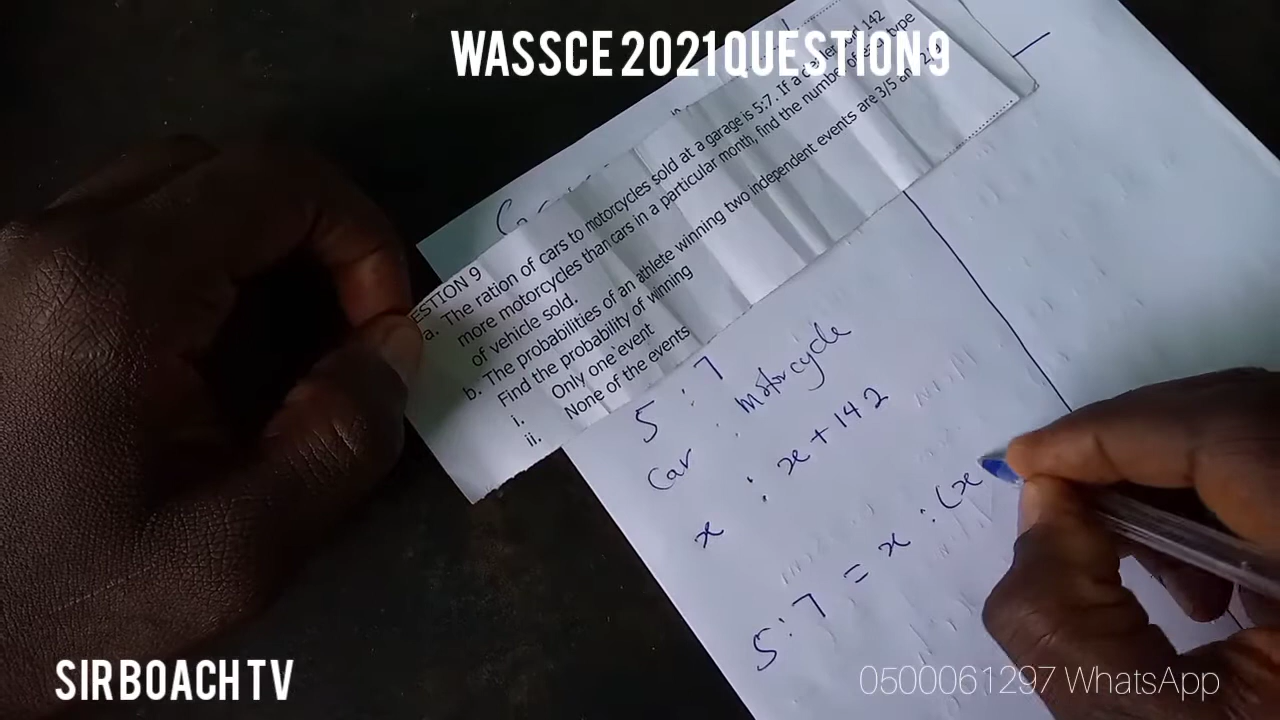 WASSCE 2021 QUESTION 9
ESTION 9
a. The ration of cars to motorcycles sold at a garage is 5:7. If a 142
more motorcycles than cars in a particular month, find the number of type
of vehicle sold.
b. The probabilities of an athlete winning two independent events are 3/5
Find the probability of winning
i. Only one event
ii. None of the events
5 : 7
Car : Motorcycle
x : x + 142
5 : 7 = x : (x
SIR BOACH TV
0500061297 WhatsApp